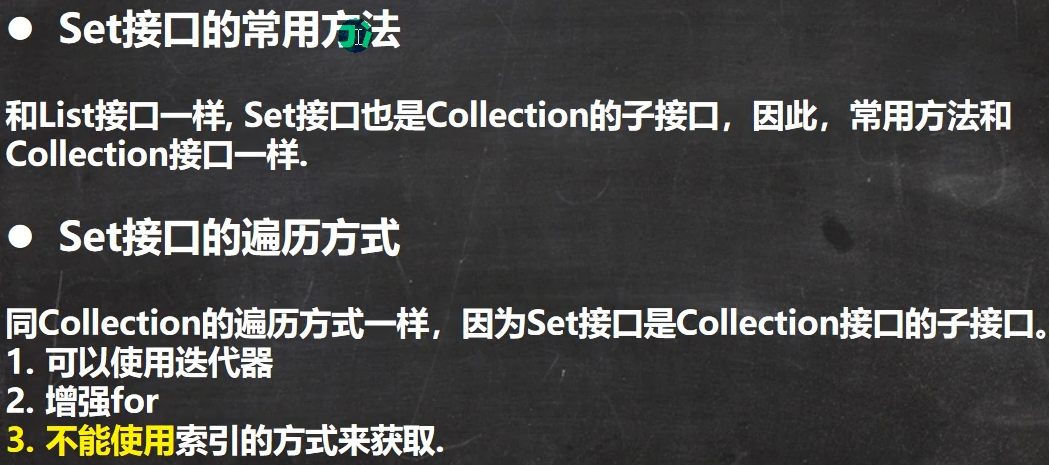 ● Set接口的常用方法
和List接口一样, Set接口也是Collection的子接口，因此，常用方法和
Collection接口一样.
● Set接口的遍历方式
同Collection的遍历方式一样，因为Set接口是Collection接口的子接口。
1. 可以使用迭代器
2. 增强for
3. 不能使用索引的方式来获取.